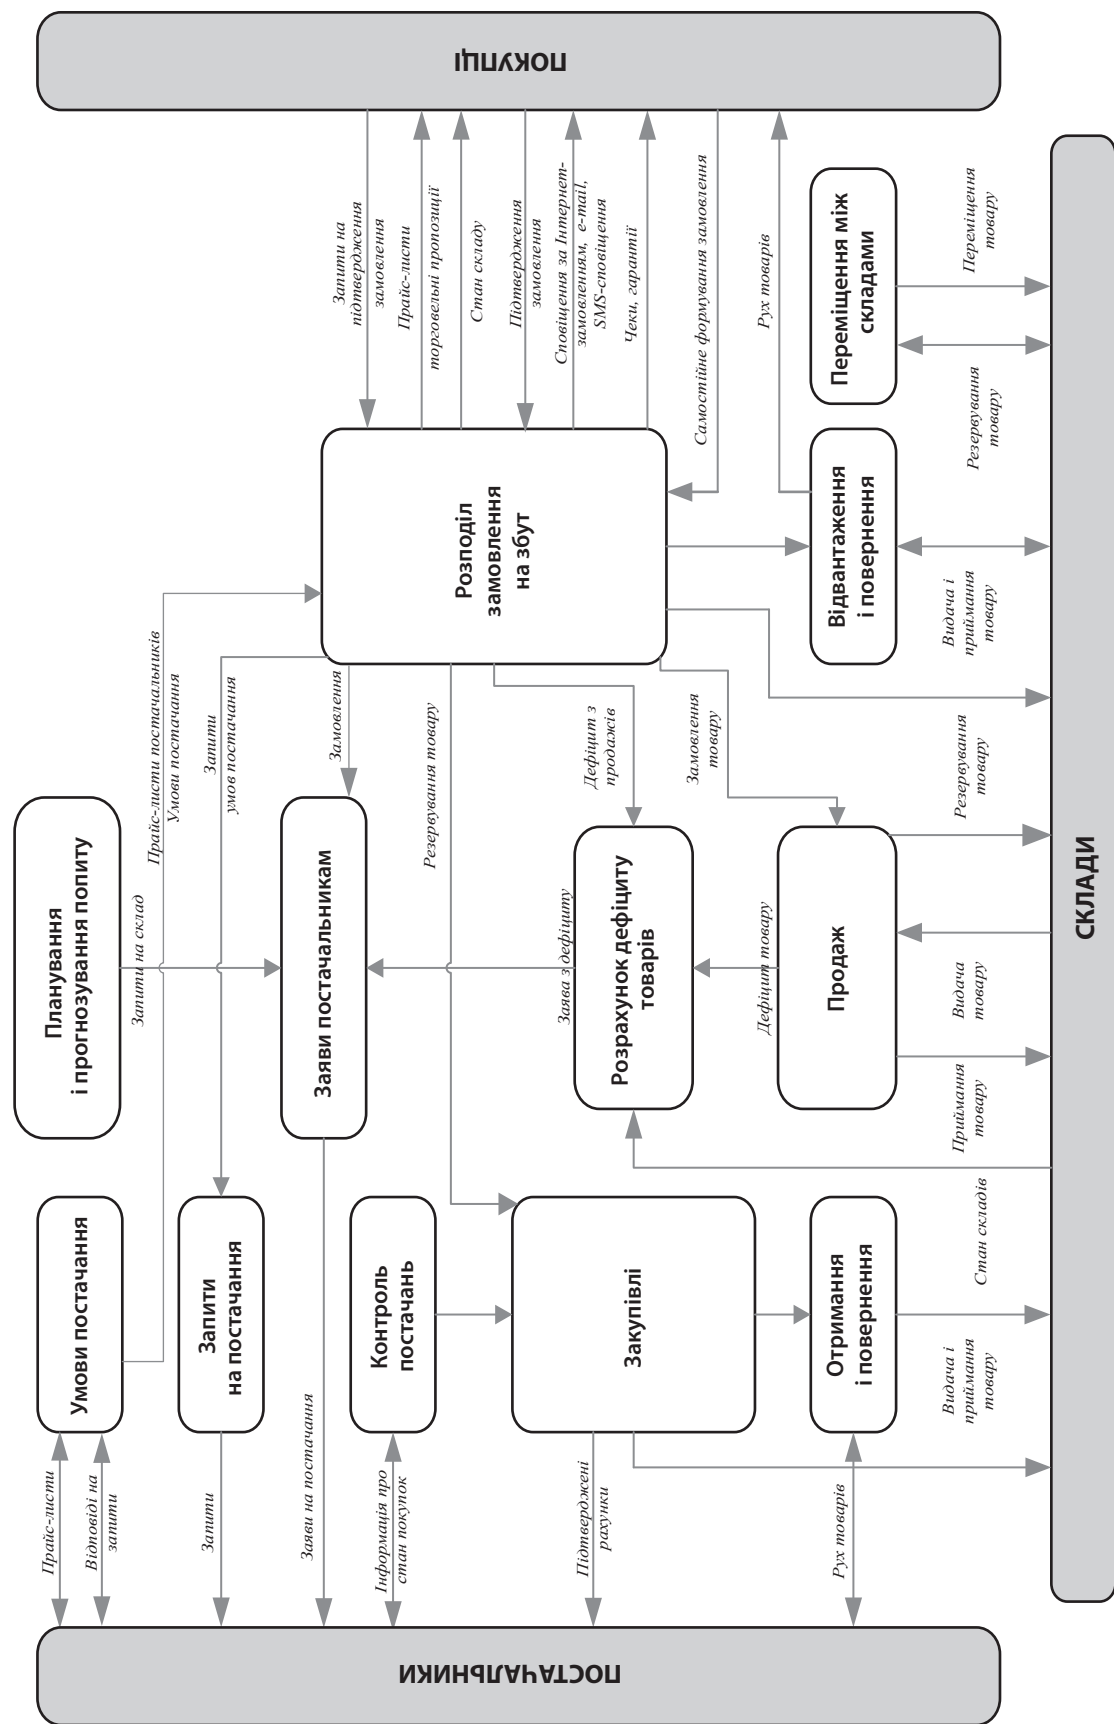 ПОСТАЧАЛЬНИКИ
Прайс-листи
Відповіді на
запити
Запити
Заяви на постачання
Інформація про
стан покупок
Підтверджені
рахунки
Рух товарів
Умови постачання
Запити
на постачання
Контроль
постачань
Закупівлі
Отримання
і повернення
Видача і
приймання
товару
Стан складів
Планування
і прогнозування попиту
Запити на склад
Прайс-листи постачальників
Умови постачання
Запити
умов постачання
Замовлення
Заяви постачальникам
Резервування товару
Заява з дефіциту
Дефіцит з
продажів
Розрахунок дефіциту
товарів
Дефіцит товару
Замовлення
товару
Продаж
Приймання
товару
Видача
товару
Резервування
товару
Розподіл
замовлення
на збут
Відвантаження
і повернення
Видача і
приймання
товару
Переміщення між
складами
Резервування
товару
Переміщення
товару
Запити на
підтвердження
замовлення
Прайс-листи
торговельні пропозиції
Стан складу
Підтвердження
замовлення
Сповіщення за Інтернет-
замовленням, e-mail,
SMS-сповіщення
Чеки, гарантії
Самостійне формування замовлення
Рух товарів
ПОКУПЦІ
СКЛАДИ